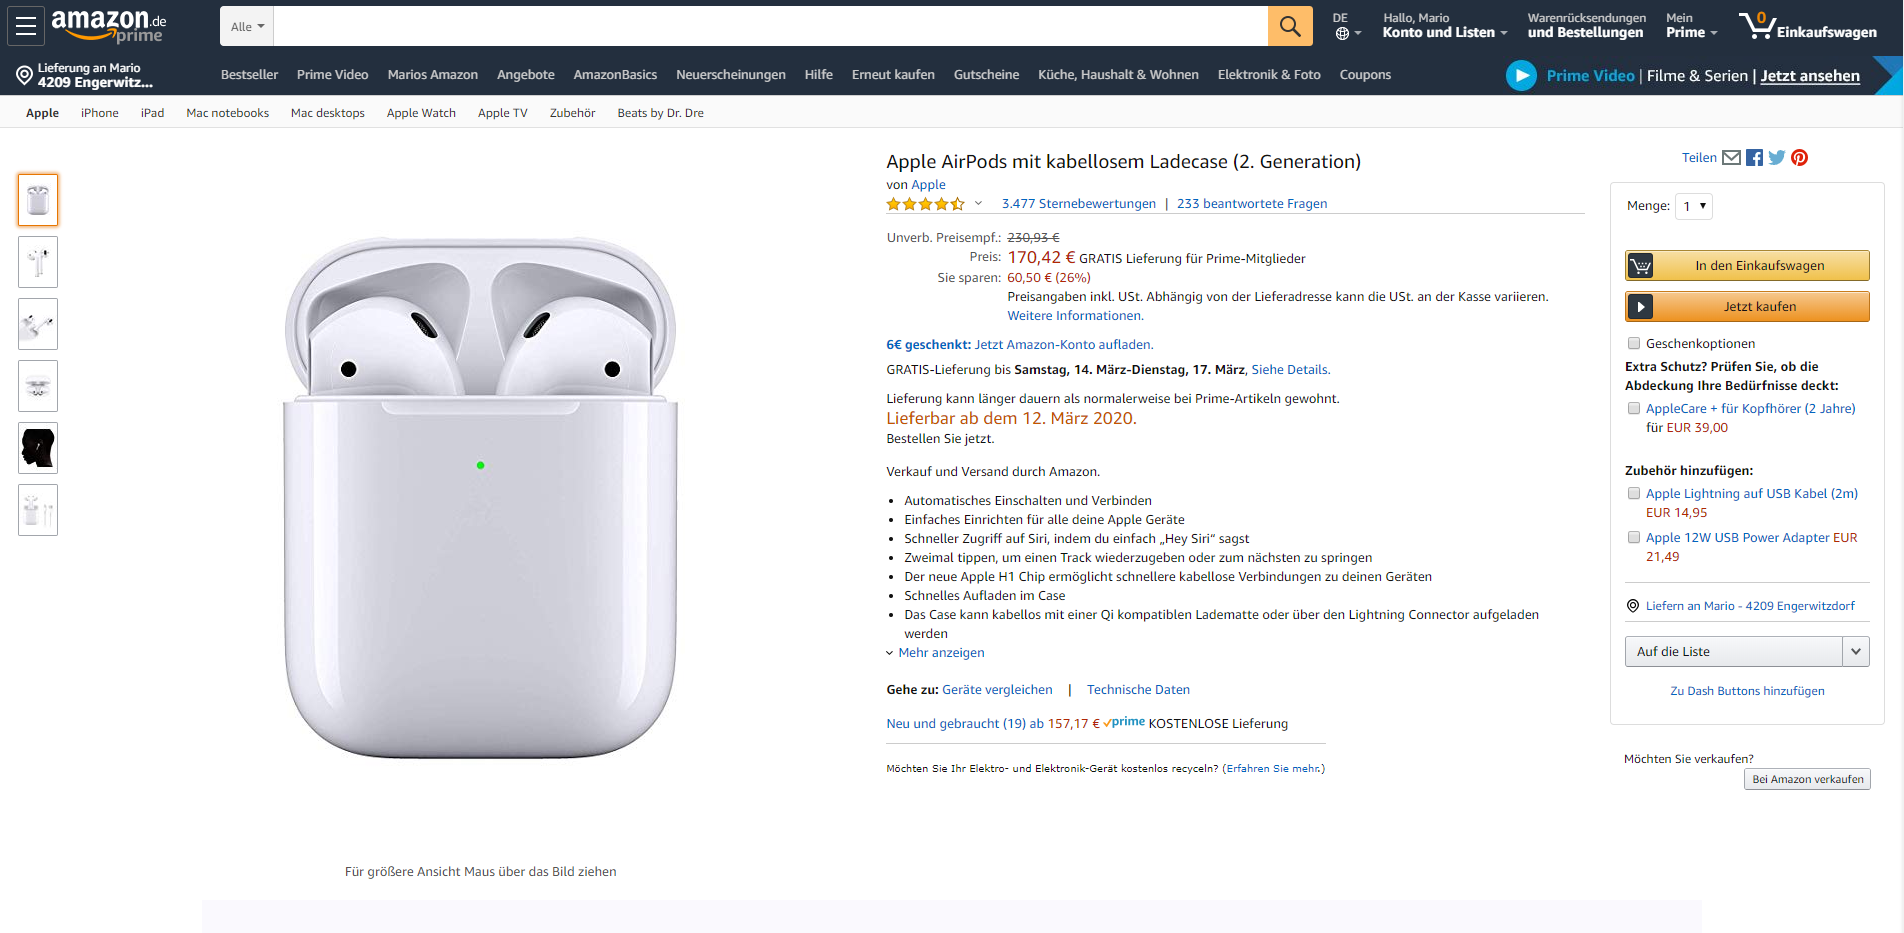 amazon.de
prime
Alle
DE
Hallo, Mario
Konto und Listen
Warenrücksendungen
und Bestellungen
Mein
Prime
0
Einkaufswagen
Lieferung an Mario
4209 Engerwitz...
Bestseller
Prime Video
Marios Amazon
Angebote
AmazonBasics
Neuerscheinungen
Hilfe
Erneut kaufen
Gutscheine
Küche, Haushalt & Wohnen
Elektronik & Foto
Coupons
Prime Video | Filme & Serien | Jetzt ansehen
Apple
iPhone
iPad
Mac notebooks
Mac desktops
Apple Watch
Apple TV
Zubehör
Beats by Dr. Dre
Apple AirPods mit kabellosem Ladecase (2. Generation)
von Apple
3.477 Sternebewertungen | 233 beantwortete Fragen
Unverb. Preisempf.: 230,93 €
Preis: 170,42 € GRATIS Lieferung für Prime-Mitglieder
Sie sparen: 60,50 € (26%)
Preisangaben inkl. USt. Abhängig von der Lieferadresse kann die USt. an der Kasse variieren.
Weitere Informationen.
6€ geschenkt: Jetzt Amazon-Konto aufladen.
GRATIS-Lieferung bis Samstag, 14. März-Dienstag, 17. März, Siehe Details.
Lieferung kann länger dauern als normalerweise bei Prime-Artikeln gewohnt.
Lieferbar ab dem 12. März 2020.
Bestellen Sie jetzt.
Verkauf und Versand durch Amazon.
• Automatisches Einschalten und Verbinden
• Einfaches Einrichten für alle deine Apple Geräte
• Schneller Zugriff auf Siri, indem du einfach „Hey Siri“ sagst
• Zweimal tippen, um einen Track wiederzugeben oder zum nächsten zu springen
• Der neue Apple H1 Chip ermöglicht schnellere kabellose Verbindungen zu deinen Geräten
• Schnelles Aufladen im Case
• Das Case kann kabellos mit einer Qi kompatiblen Ladematte oder über den Lightning Connector aufgeladen
werden
Mehr anzeigen
Gehe zu: Geräte vergleichen | Technische Daten
Neu und gebraucht (19) ab 157,17 € prime KOSTENLOSE Lieferung
Möchten Sie Ihr Elektro- und Elektronik-Gerät kostenlos recyceln? (Erfahren Sie mehr.)
Für größere Ansicht Maus über das Bild ziehen
Teilen
Menge: 1
In den Einkaufswagen
Jetzt kaufen
Geschenkoptionen
Extra Schutz? Prüfen Sie, ob die
Abdeckung Ihre Bedürfnisse deckt:
AppleCare + für Kopfhörer (2 Jahre)
für EUR 39,00
Zubehör hinzufügen:
Apple Lightning auf USB Kabel (2m)
EUR 14,95
Apple 12W USB Power Adapter EUR
21,49
Liefern an Mario - 4209 Engerwitzdorf
Auf die Liste
Zu Dash Buttons hinzufügen
Möchten Sie verkaufen?
Bei Amazon verkaufen